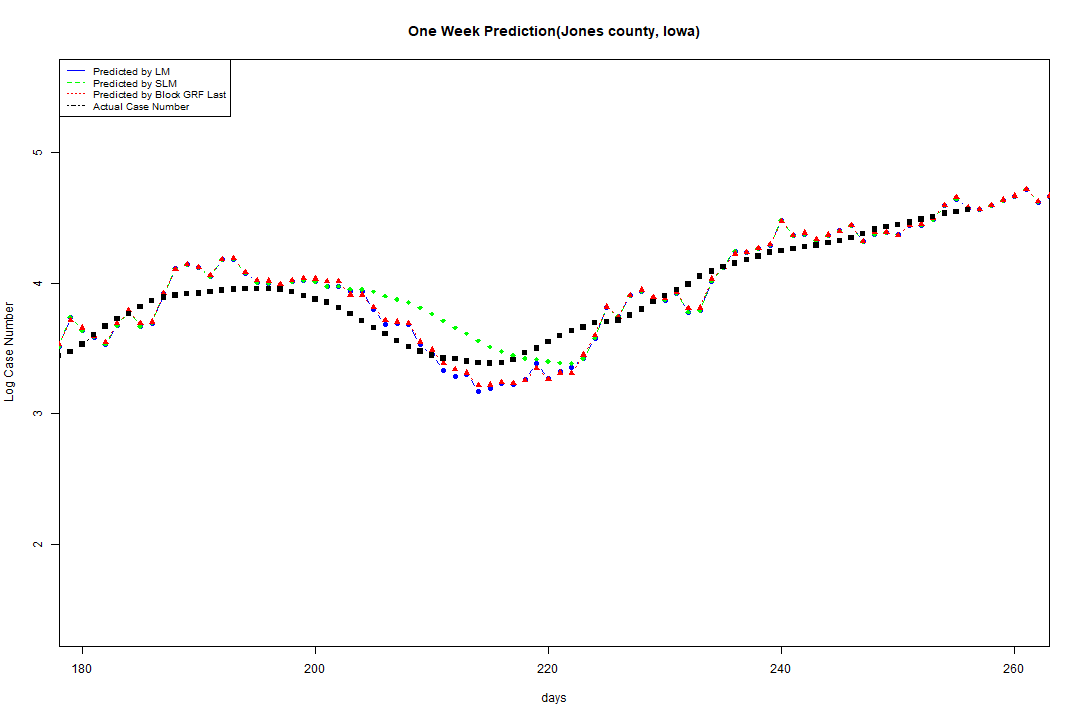 One Week Prediction(Jones county, Iowa)
Predicted by LM
Predicted by SLM
Predicted by Block GRF Last
Actual Case Number
5
4
3
2
Log Case Number
180 200 220 240 260
days